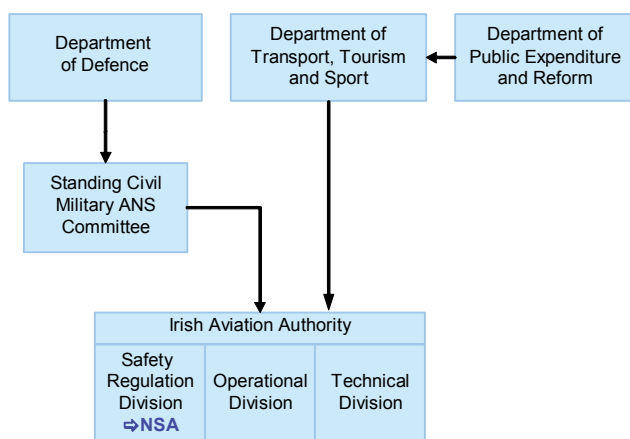 Department
of Defence
Department of
Transport, Tourism
and Sport
Department of
Public Expenditure
and Reform
Standing Civil
Military ANS
Committee
Irish Aviation Authority
Safety
Regulation
Division
⇨NSA
Operational
Division
Technical
Division